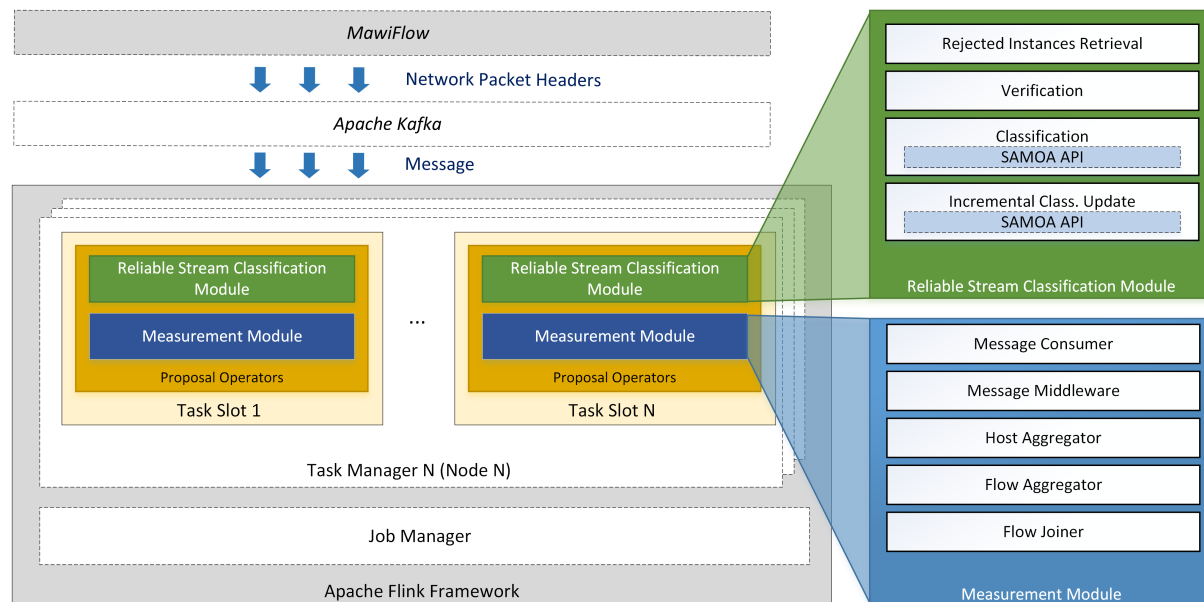 MawiFlow
Network Packet Headers
Apache Kafka
Message
Reliable Stream Classification
Module
Measurement Module
Proposal Operators
Task Slot 1
...
Reliable Stream Classification
Module
Measurement Module
Proposal Operators
Task Slot N
Task Manager N (Node N)
Job Manager
Apache Flink Framework
Rejected Instances Retrieval
Verification
Classification
SAMOA API
Incremental Class. Update
SAMOA API
Reliable Stream Classification Module
Message Consumer
Message Middleware
Host Aggregator
Flow Aggregator
Flow Joiner
Measurement Module